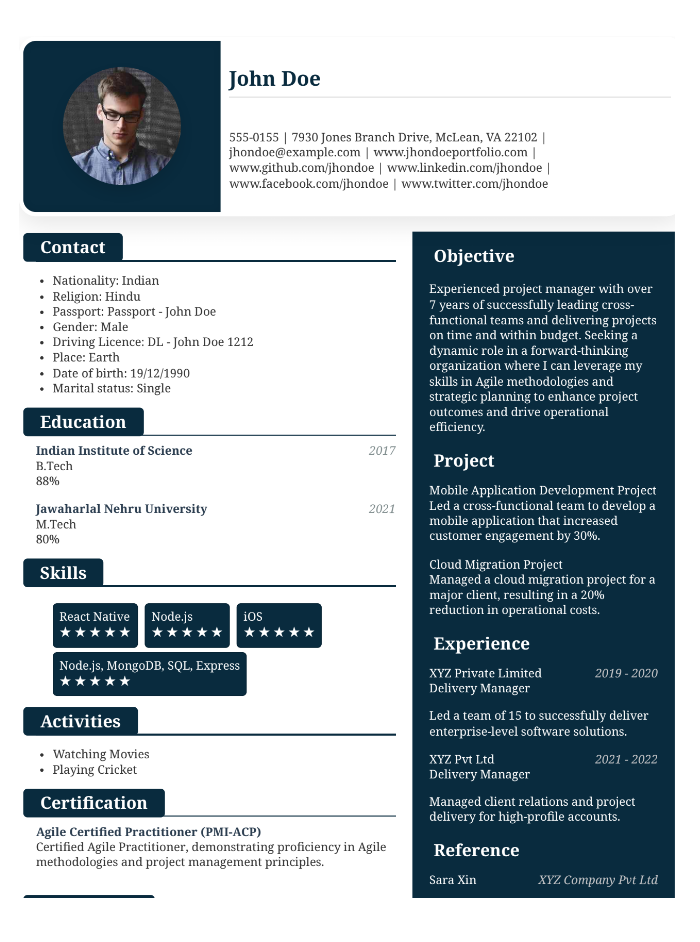 John Doe
555-0155 | 7930 Jones Branch Drive, McLean, VA 22102 |
jhondoe@example.com | www.jhondoeportfolio.com |
www.github.com/jhondoe | www.linkedin.com/jhondoe |
www.facebook.com/jhondoe | www.twitter.com/jhondoe
Contact
• Nationality: Indian
• Religion: Hindu
• Passport: Passport - John Doe
• Gender: Male
• Driving Licence: DL - John Doe 1212
• Place: Earth
• Date of birth: 19/12/1990
• Marital status: Single
Education
Indian Institute of Science 2017
B.Tech
88%
Jawaharlal Nehru University 2021
M.Tech
80%
Skills
React Native Node.js iOS
★★★★★ ★★★★★ ★★★★★
Node.js, MongoDB, SQL, Express
★★★★★
Activities
• Watching Movies
• Playing Cricket
Certification
Agile Certified Practitioner (PMI-ACP)
Certified Agile Practitioner, demonstrating proficiency in Agile
methodologies and project management principles.
Objective
Experienced project manager with over
7 years of successfully leading cross-
functional teams and delivering projects
on time and within budget. Seeking a
dynamic role in a forward-thinking
organization where I can leverage my
skills in Agile methodologies and
strategic planning to enhance project
outcomes and drive operational
efficiency.
Project
Mobile Application Development Project
Led a cross-functional team to develop a
mobile application that increased
customer engagement by 30%.
Cloud Migration Project
Managed a cloud migration project for a
major client, resulting in a 20%
reduction in operational costs.
Experience
XYZ Private Limited 2019 - 2020
Delivery Manager
Led a team of 15 to successfully deliver
enterprise-level software solutions.
XYZ Pvt Ltd 2021 - 2022
Delivery Manager
Managed client relations and project
delivery for high-profile accounts.
Reference
Sara Xin XYZ Company Pvt Ltd